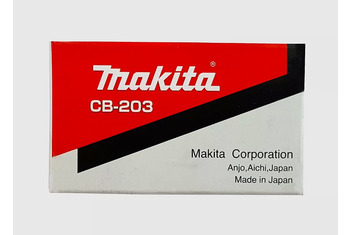 makita®
CB-203
Makita Corporation
Anjo,Aichi,Japan
Made in Japan